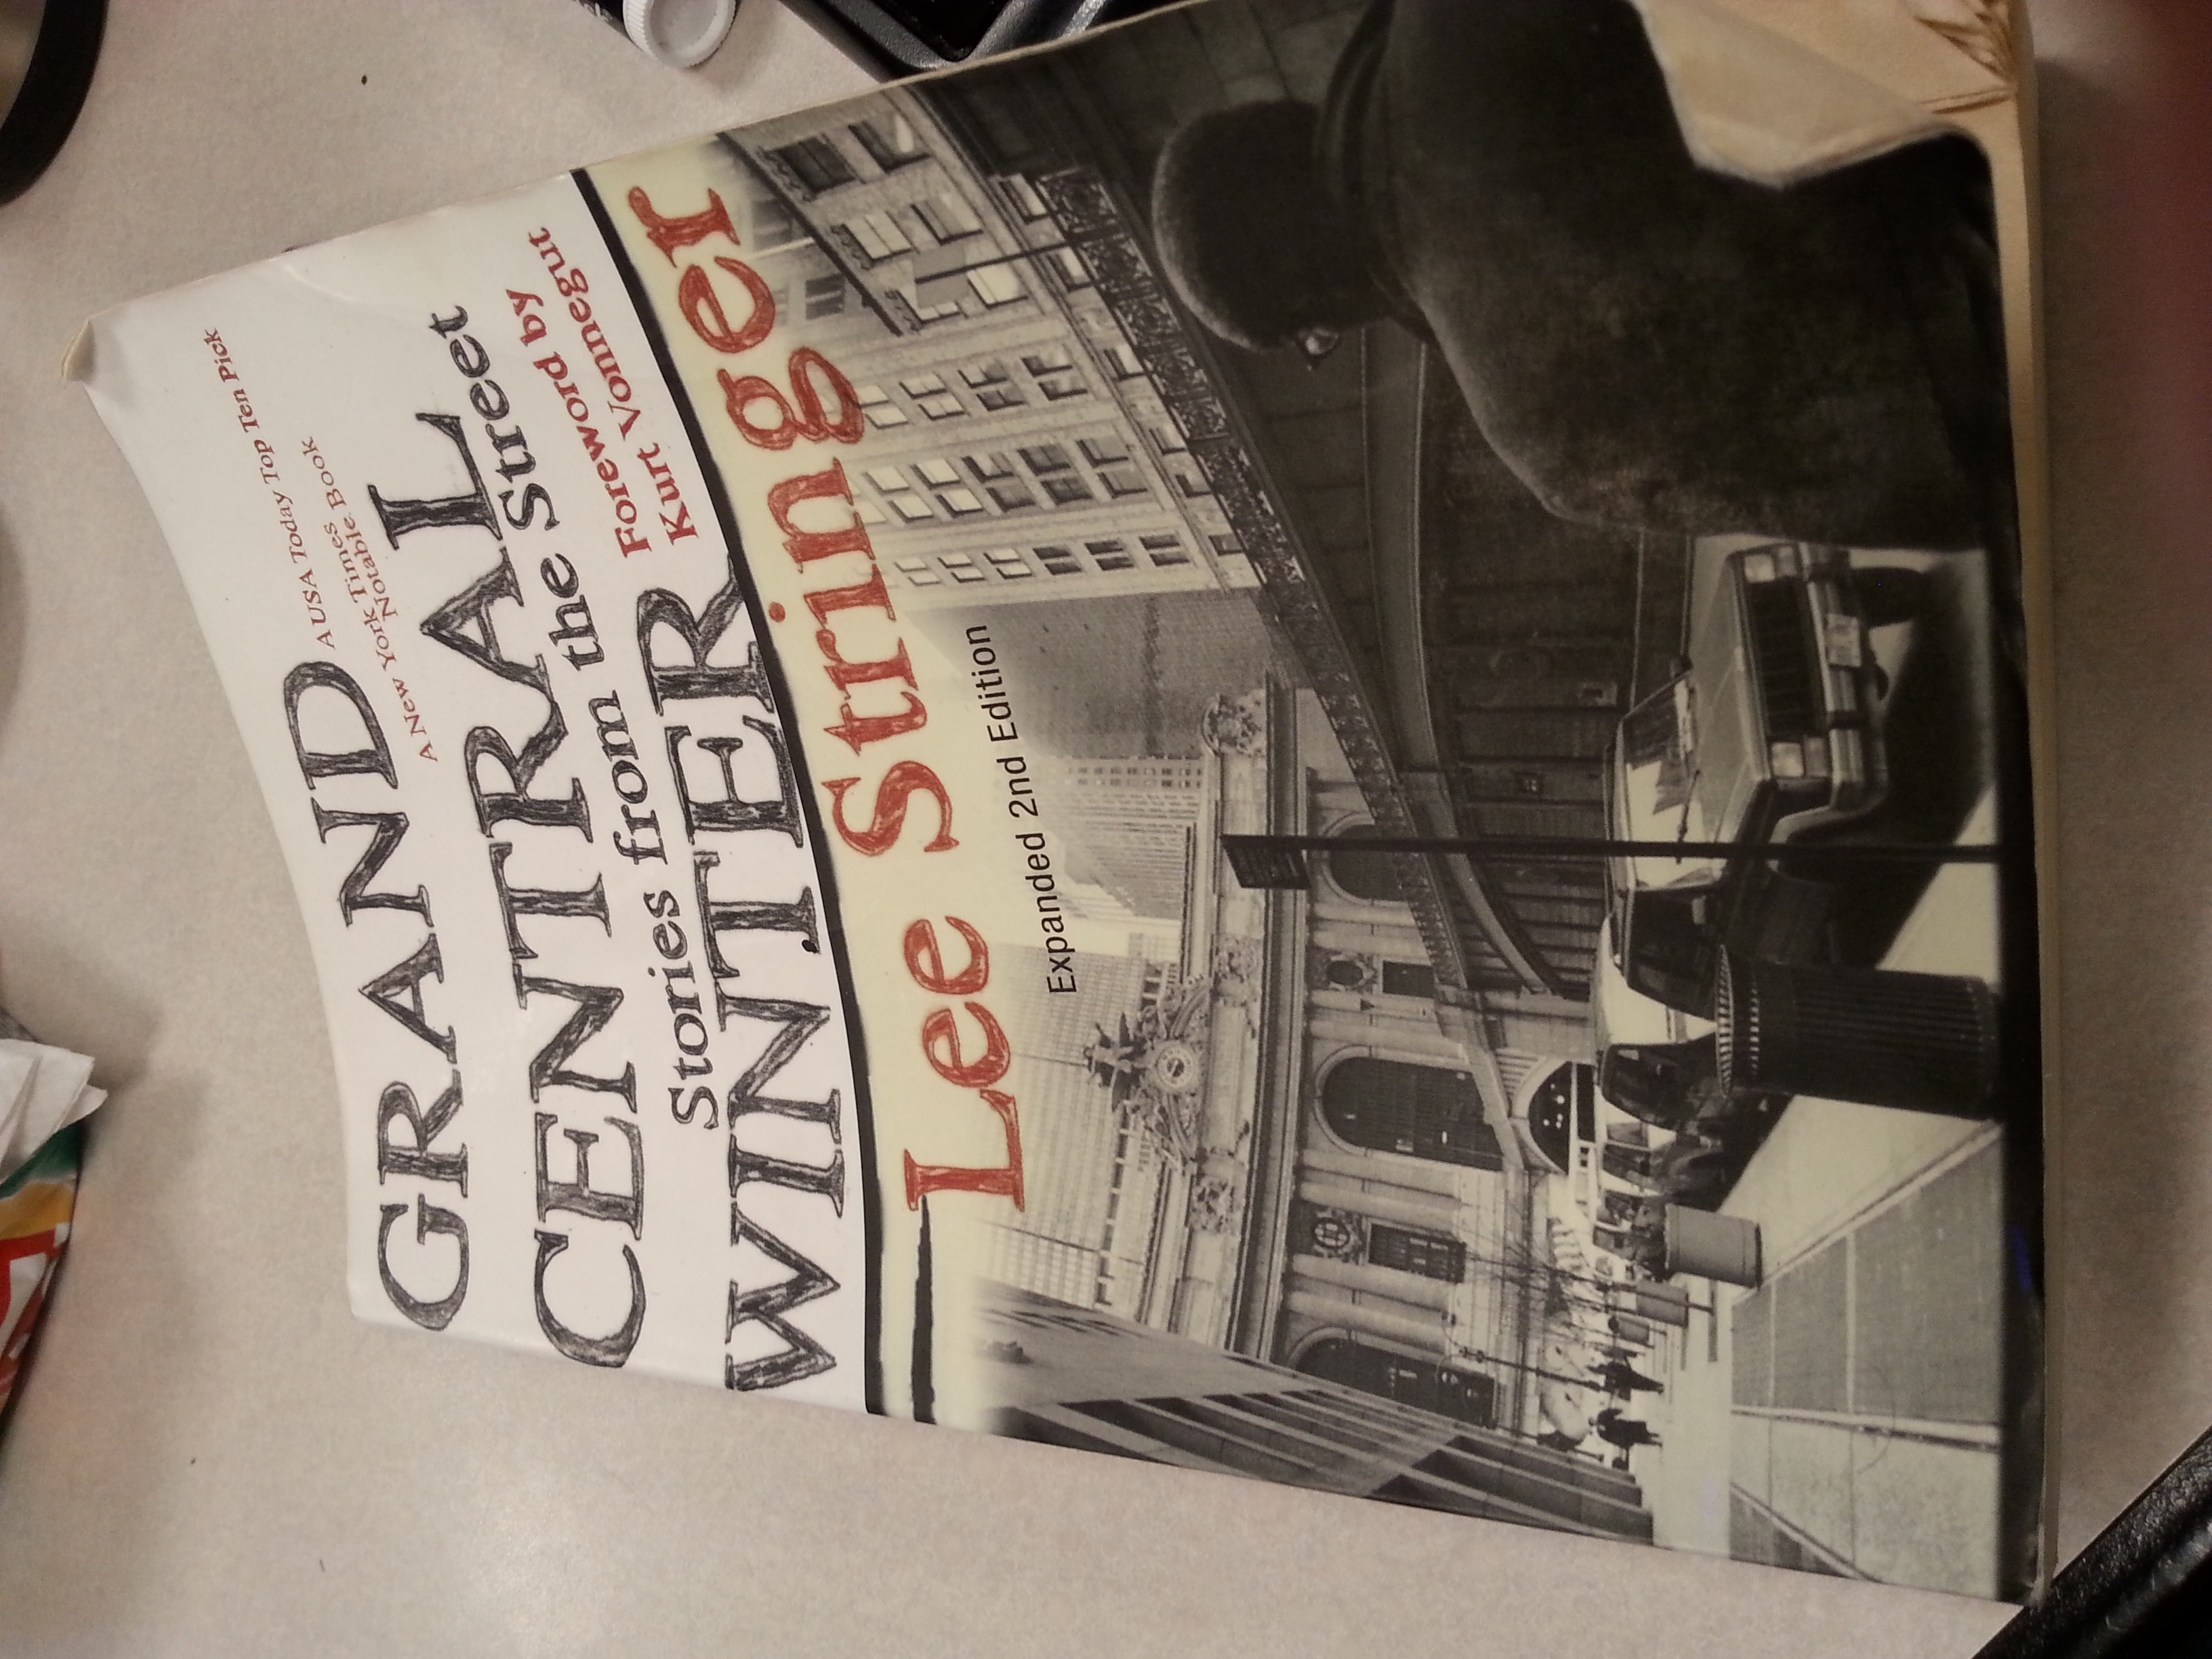 A USA Today Top Ten Pick
A New York Times
Notable Book
GRAND
CENTRAL
Stories from the Street
WINTER
Foreword by
Kurt Vonnegut
Lee Stringer
Expanded 2nd Edition